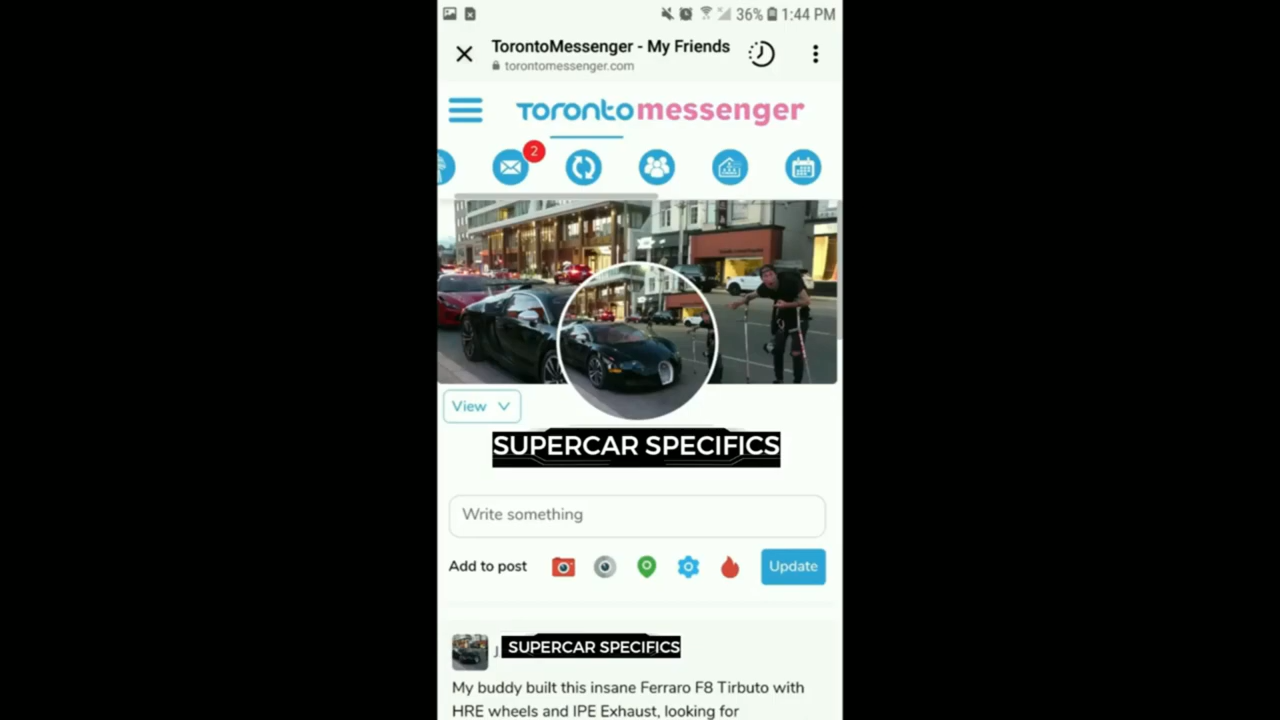 36% 1:44 PM
TorontoMessenger - My Friends
torontomessenger.com
Torontomessenger
2
View
SUPERCAR SPECIFICS
Write something
Add to post
Update
J SUPERCAR SPECIFICS
My buddy built this insane Ferraro F8 Tirbuto with
HRE wheels and IPE Exhaust, looking for